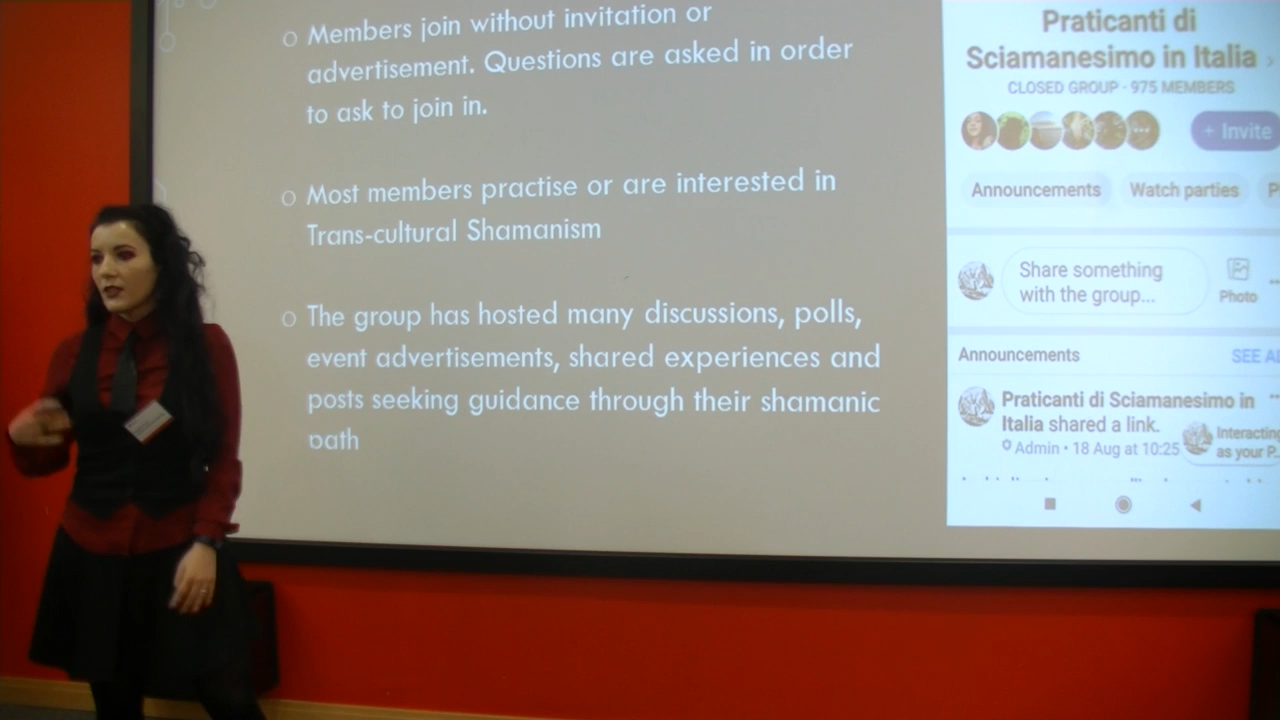 Members join without invitation or
advertisement. Questions are asked in order
to ask to join in.
Most members practise or are interested in
Trans-cultural Shamanism
The group has hosted many discussions, polls,
event advertisements, shared experiences and
posts seeking guidance through their shamanic
path
Praticanti di
Sciamanesimo in Italia
CLOSED GROUP · 975 MEMBERS
+ Invite
Announcements Watch parties P
Share something
with the group...
Photo
Announcements SEE AL
Praticanti di Sciamanesimo in
Italia shared a link.
Admin • 18 Aug at 10:25
Interacting
as your P...